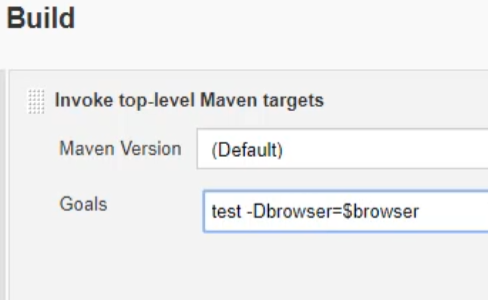 Build
Invoke top-level Maven targets
Maven Version (Default)
Goals test -Dbrowser=$browser